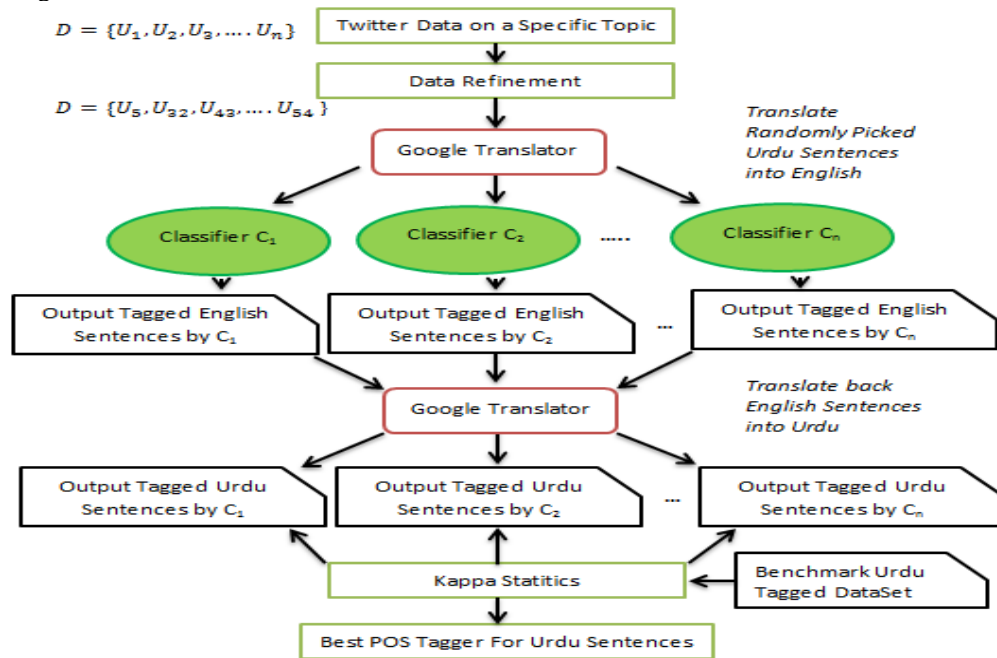 D = {U₁, U₂, U₃, .... Uₙ}
Twitter Data on a Specific Topic
Data Refinement
D = {U₅, U₃₂, U₄₃, .... U₅₄ }
Translate
Randomly Picked
Urdu Sentences
into English
Google Translator
Classifier C₁
Classifier C₂
.....
Classifier Cₙ
Output Tagged English
Sentences by C₁
Output Tagged English
Sentences by C₂
...
Output Tagged English
Sentences by Cₙ
Google Translator
Translate back
English Sentences
into Urdu
Output Tagged Urdu
Sentences by C₁
Output Tagged Urdu
Sentences by C₂
...
Output Tagged Urdu
Sentences by Cₙ
Kappa Statitics
Benchmark Urdu
Tagged DataSet
Best POS Tagger For Urdu Sentences